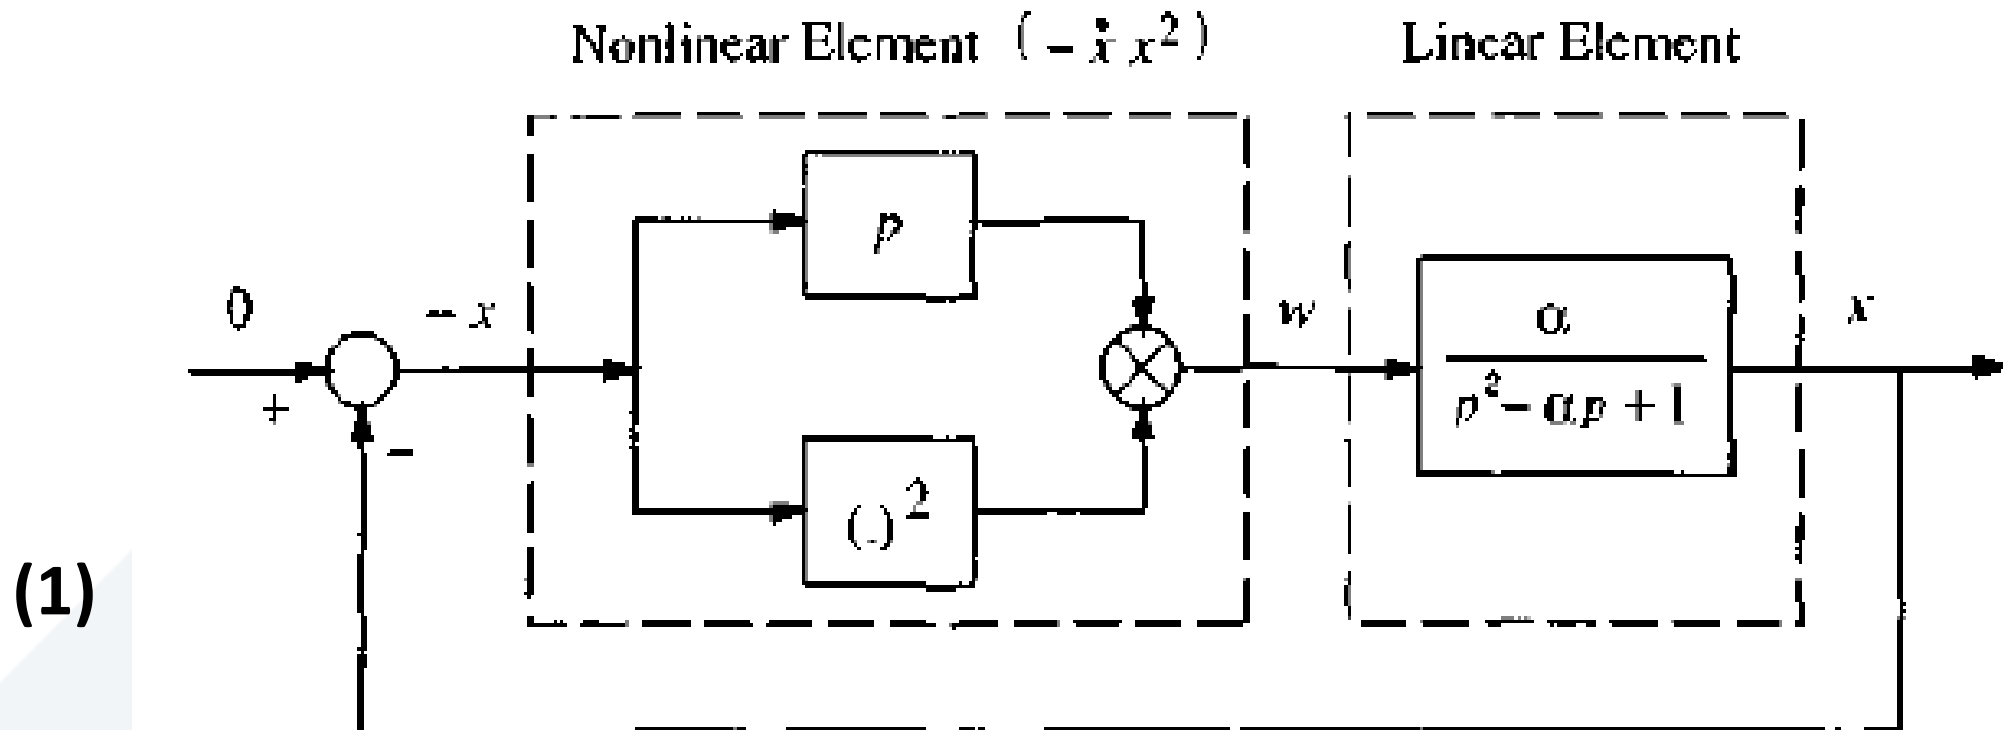 Nonlinear Element ( - ẋ x² )
Linear Element
p
0
- x
w
α
x
p² - αp + 1
+
-
(.)²
(1)